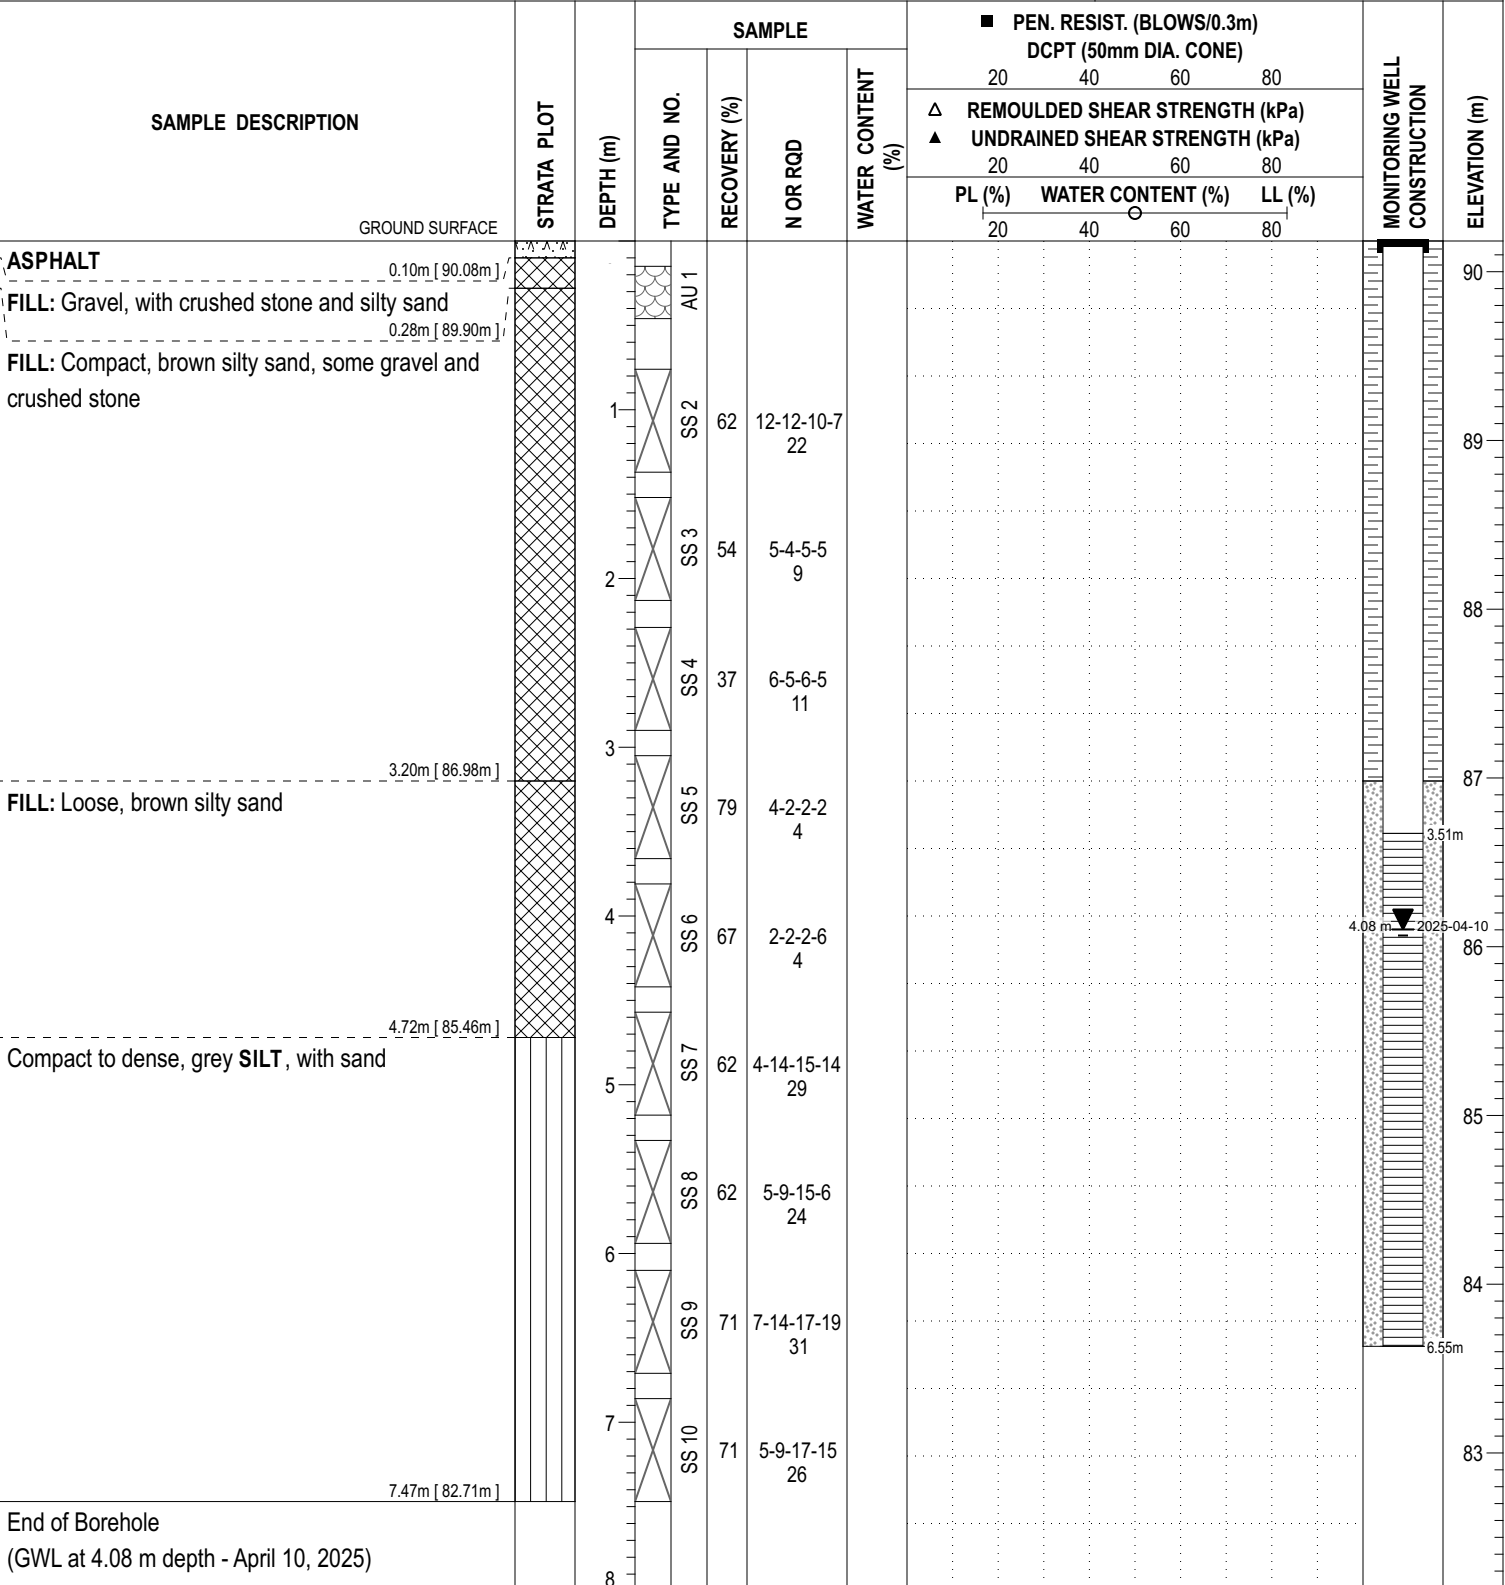 SAMPLE DESCRIPTION
GROUND SURFACE
STRATA PLOT
DEPTH (m)
SAMPLE
TYPE AND NO.
RECOVERY (%)
N OR RQD
WATER CONTENT
(%)
■ PEN. RESIST. (BLOWS/0.3m)
DCPT (50mm DIA. CONE)
20 40 60 80
△ REMOULDED SHEAR STRENGTH (kPa)
▲ UNDRAINED SHEAR STRENGTH (kPa)
20 40 60 80
PL (%) WATER CONTENT (%) LL (%)
20 40 60 80
MONITORING WELL
CONSTRUCTION
ELEVATION (m)
ASPHALT
0.10m [ 90.08m ]
FILL: Gravel, with crushed stone and silty sand
0.28m [ 89.90m ]
FILL: Compact, brown silty sand, some gravel and
crushed stone
3.20m [ 86.98m ]
FILL: Loose, brown silty sand
4.72m [ 85.46m ]
Compact to dense, grey SILT, with sand
7.47m [ 82.71m ]
End of Borehole
(GWL at 4.08 m depth - April 10, 2025)
1
2
3
4
5
6
7
8
AU 1
SS 2 62 12-12-10-7
22
SS 3 54 5-4-5-5
9
SS 4 37 6-5-6-5
11
SS 5 79 4-2-2-2
4
SS 6 67 2-2-2-6
4
SS 7 62 4-14-15-14
29
SS 8 62 5-9-15-6
24
SS 9 71 7-14-17-19
31
SS 10 71 5-9-17-15
26
3.51m
4.08 m 2025-04-10
6.55m
90
89
88
87
86
85
84
83